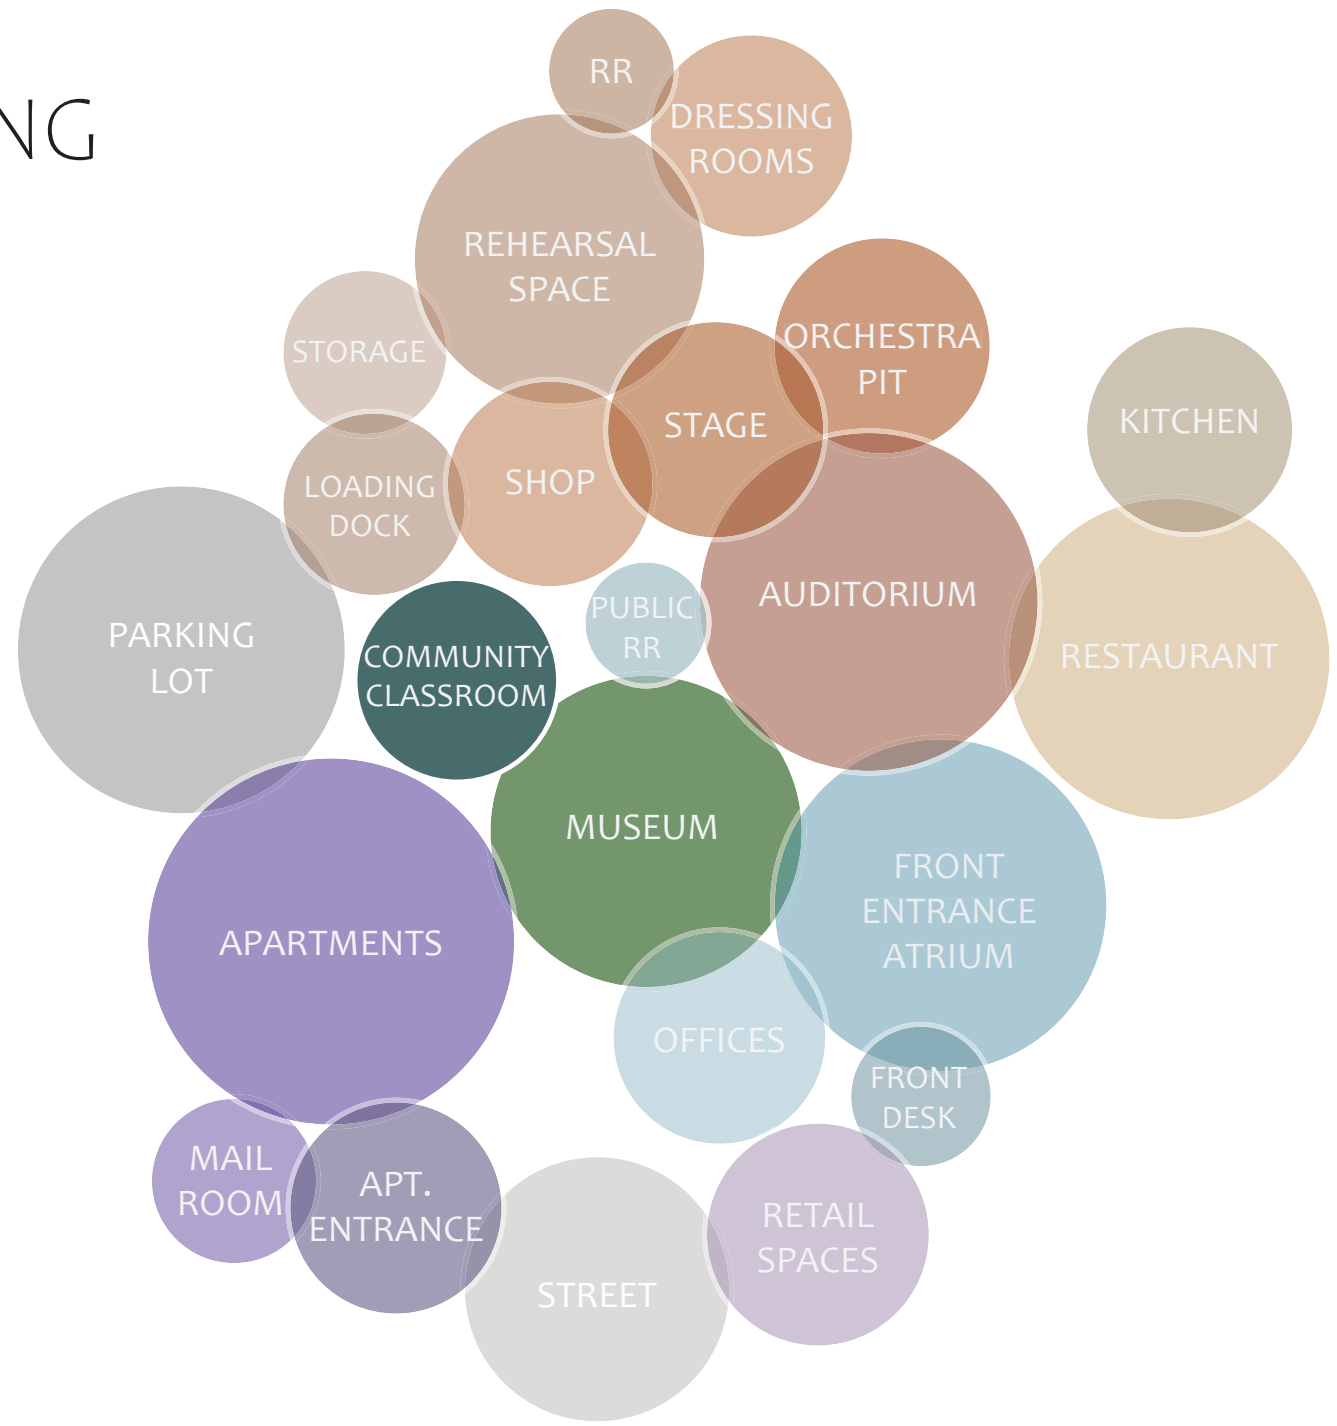 NG
RR
DRESSING
ROOMS
REHEARSAL
SPACE
STORAGE
ORCHESTRA
PIT
STAGE
KITCHEN
SHOP
LOADING
DOCK
AUDITORIUM
PUBLIC
RR
PARKING
LOT
COMMUNITY
CLASSROOM
RESTAURANT
MUSEUM
FRONT
ENTRANCE
ATRIUM
APARTMENTS
OFFICES
FRONT
DESK
MAIL
ROOM
APT.
ENTRANCE
RETAIL
SPACES
STREET